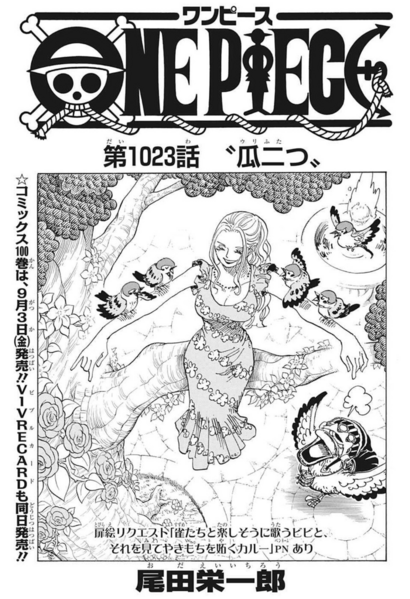 ワンピース
ONE PIECE
第1023話 〝瓜二つ〟
☆コミックス100巻は、9月3日(金)発売!!VIVRE CARDも同日発売!!
扉絵リクエスト「雀たちと楽しそうに歌うビビと、
それを見てやきもちを妬くカルー」PN あり
尾田栄一郎